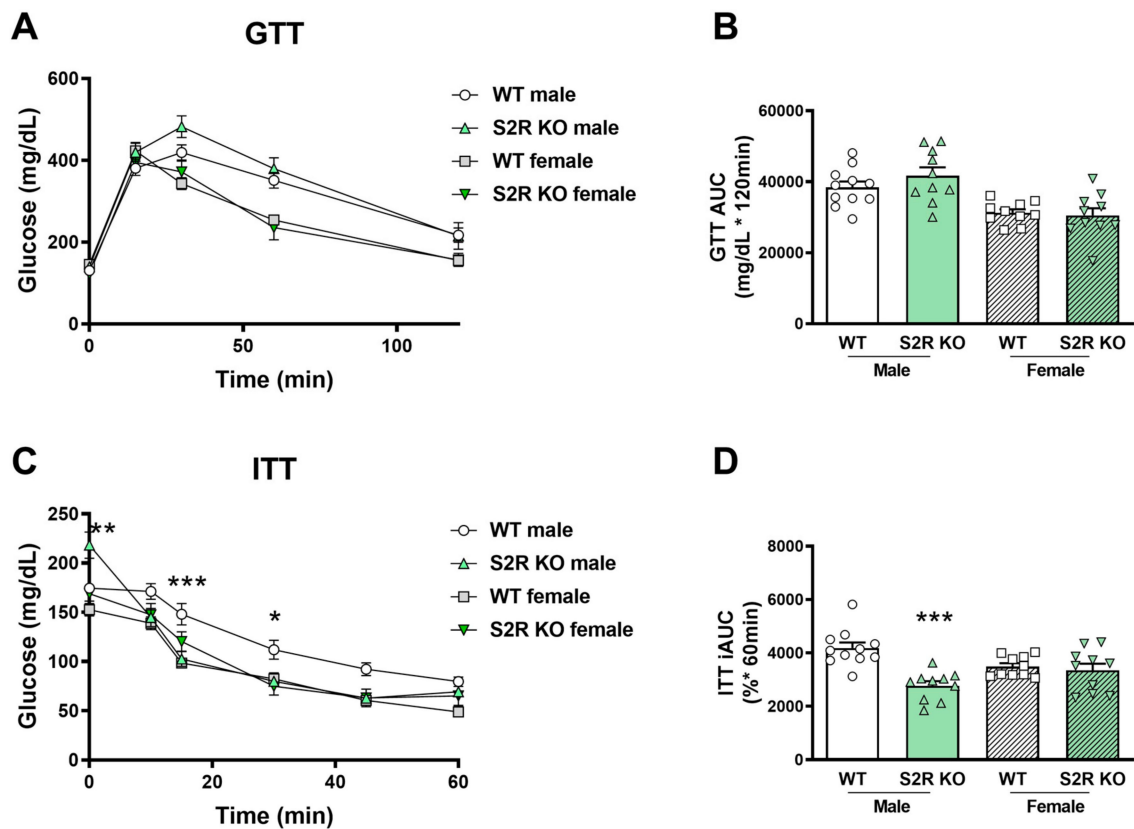 A
GTT
Glucose (mg/dL)
600
400
200
0
0
50
100
Time (min)
WT male
S2R KO male
WT female
S2R KO female
B
GTT AUC
(mg/dL * 120min)
60000
40000
20000
0
WT
S2R KO
WT
S2R KO
Male
Female
C
ITT
Glucose (mg/dL)
250
200
150
100
50
0
**
***
*
0
20
40
60
Time (min)
WT male
S2R KO male
WT female
S2R KO female
D
ITT iAUC
(%* 60min)
8000
6000
4000
2000
0
***
WT
S2R KO
WT
S2R KO
Male
Female